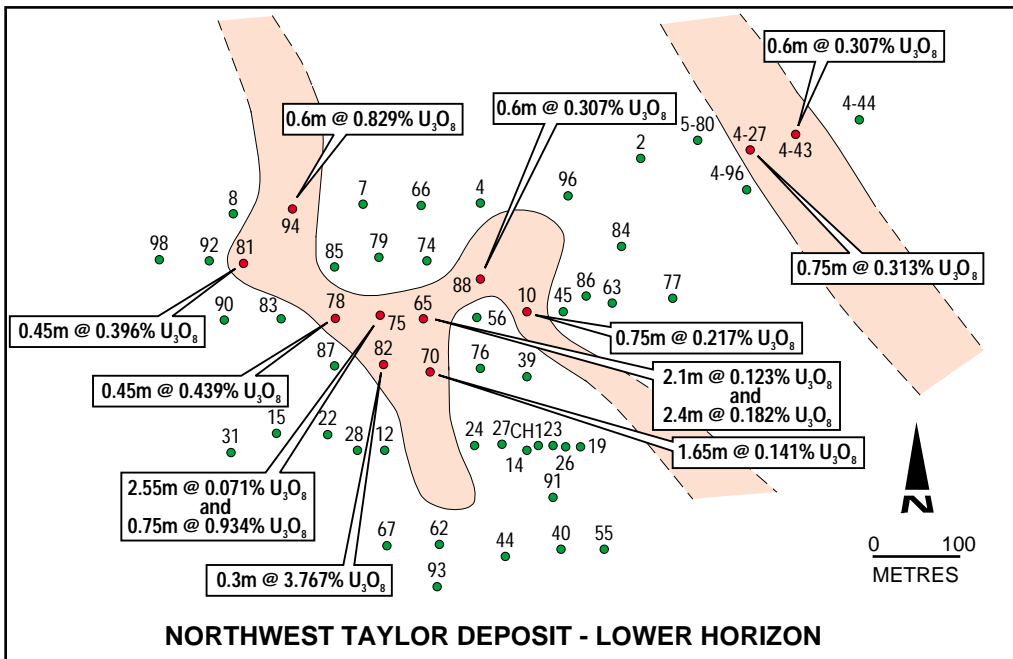 0.6m @ 0.307% U₃O₈
0.6m @ 0.307% U₃O₈
0.6m @ 0.829% U₃O₈
4-44
5-80
4-27
4-43
2
4-96
96
7
66
4
8
94
84
98
92
81
85
79
74
88
86
63
77
0.75m @ 0.313% U₃O₈
90
83
78
75
65
56
10
45
0.45m @ 0.396% U₃O₈
0.75m @ 0.217% U₃O₈
87
82
70
76
39
0.45m @ 0.439% U₃O₈
2.1m @ 0.123% U₃O₈
and
2.4m @ 0.182% U₃O₈
31
15
22
28
12
24
27
CH1
23
14
26
19
1.65m @ 0.141% U₃O₈
91
2.55m @ 0.071% U₃O₈
and
0.75m @ 0.934% U₃O₈
N
67
62
44
40
55
0 100
METRES
93
0.3m @ 3.767% U₃O₈
NORTHWEST TAYLOR DEPOSIT - LOWER HORIZON